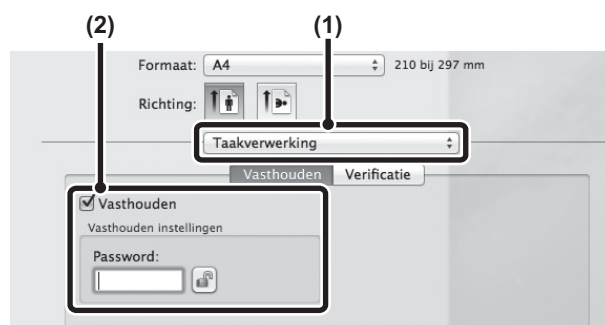 (2) (1)
Formaat: A4 210 bij 297 mm
Richting:
Taakverwerking
Vasthouden Verificatie
Vasthouden
Vasthouden instellingen
Password: